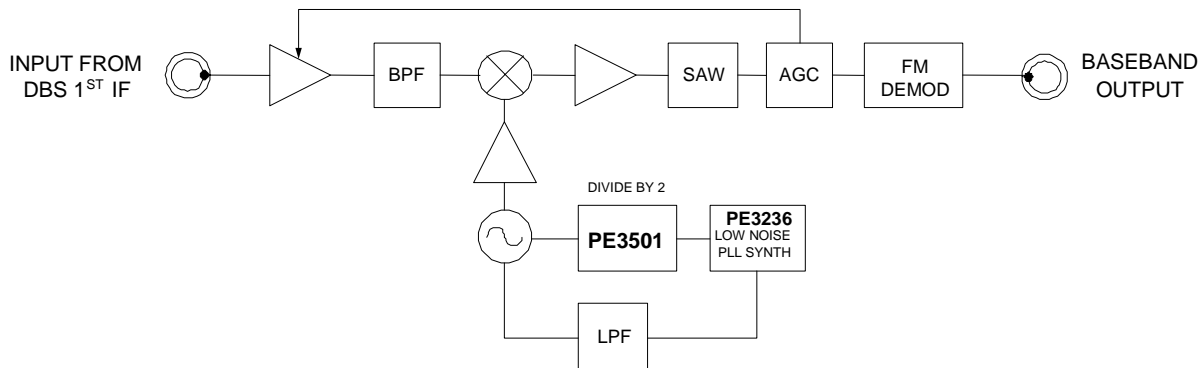 INPUT FROM
DBS 1ST IF
BPF
SAW
AGC
FM
DEMOD
BASEBAND
OUTPUT
DIVIDE BY 2
PE3501
PE3236
LOW NOISE
PLL SYNTH
LPF